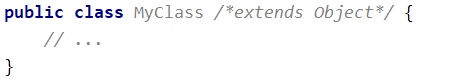 public class MyClass /*extends Object*/ {
    // ...
}